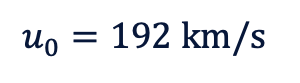 u₀ = 192 km/s